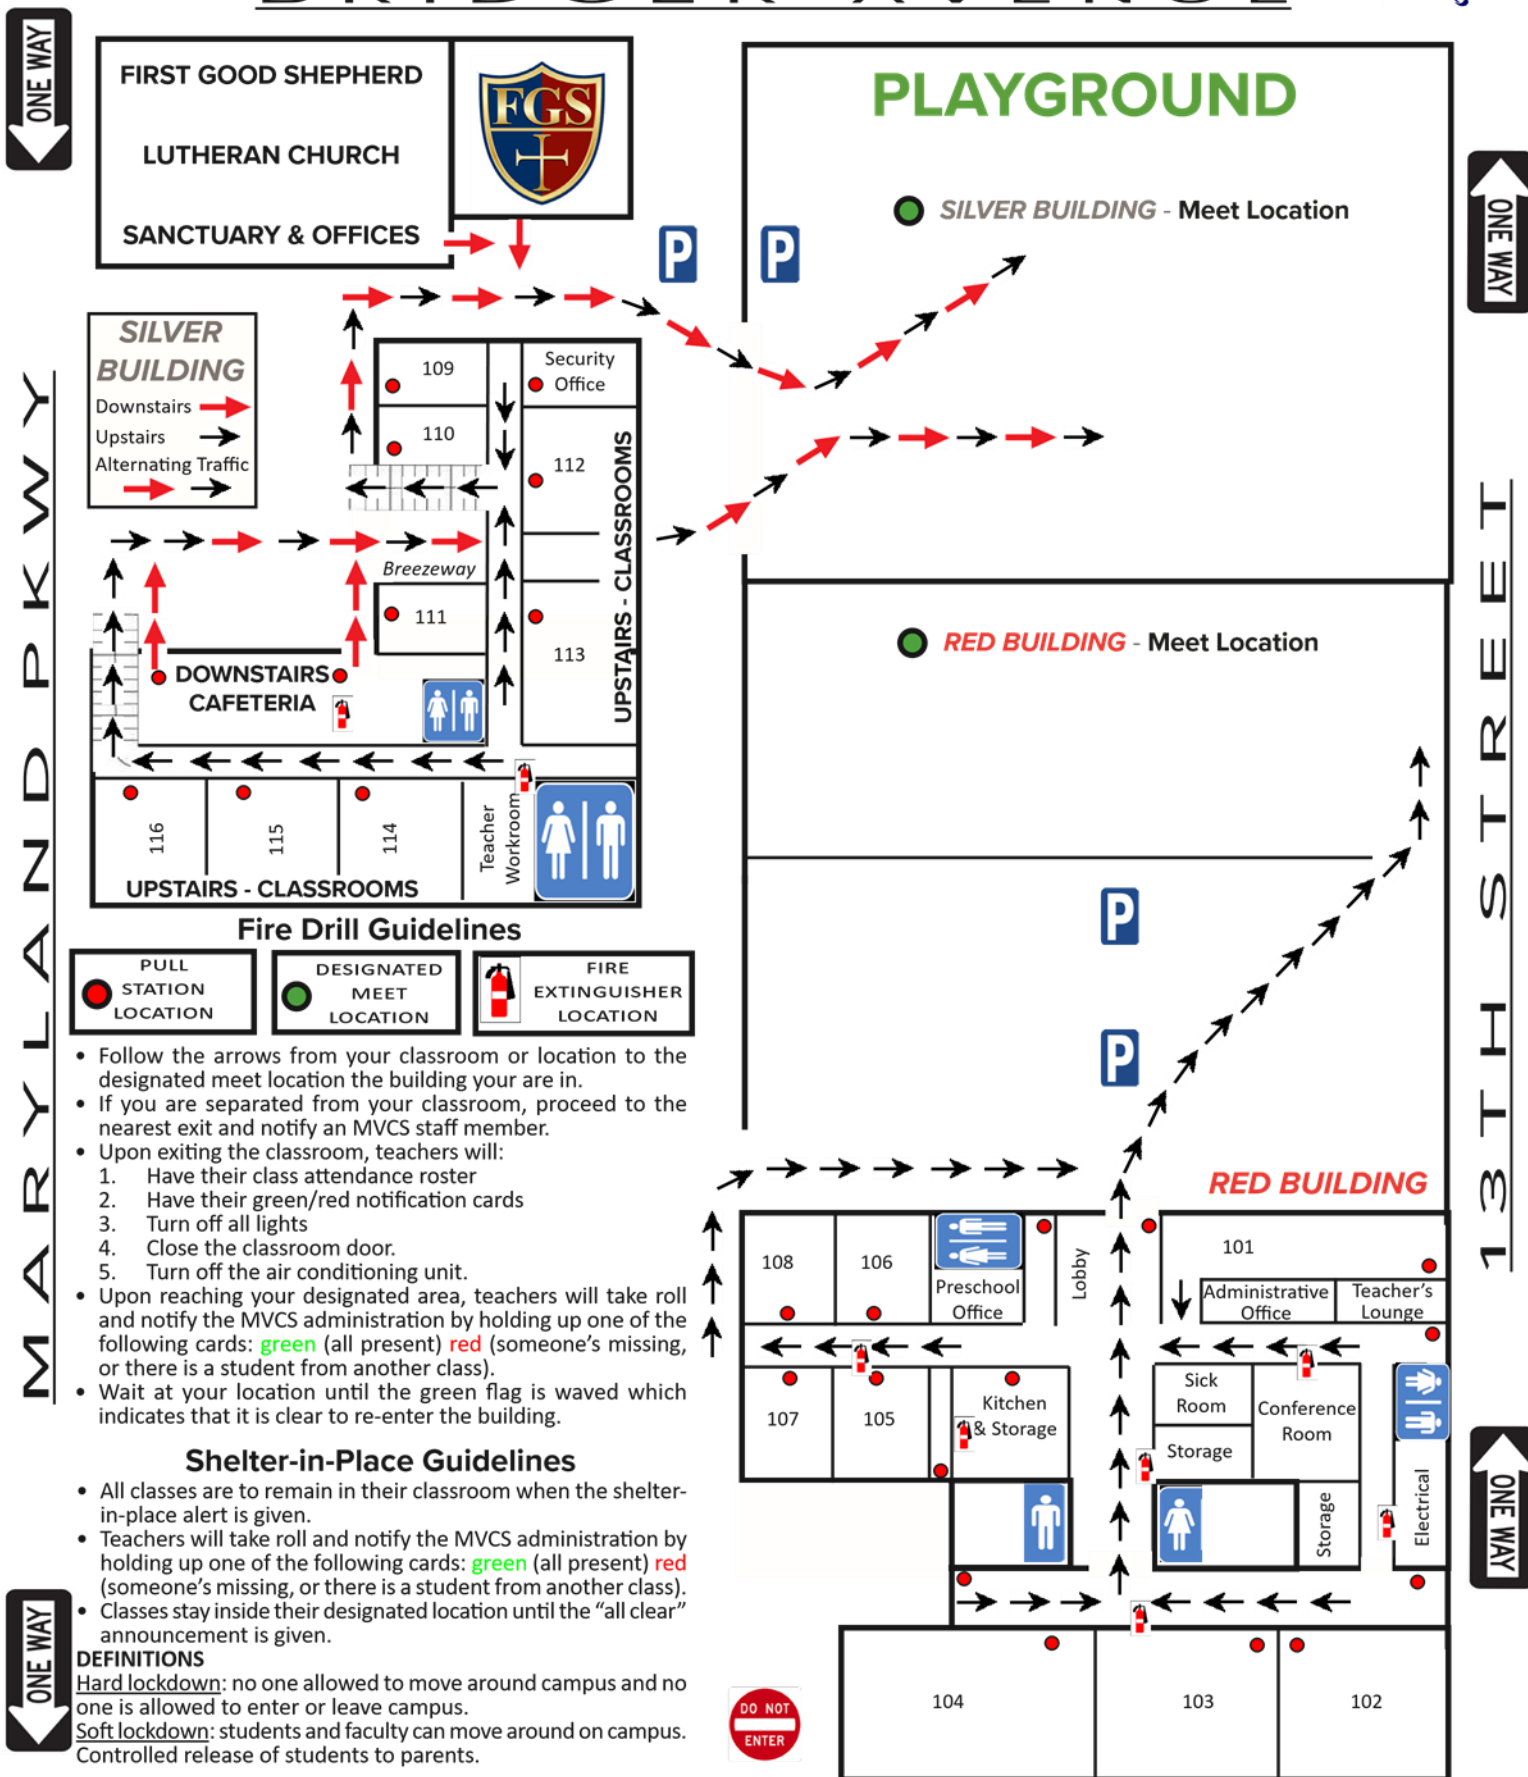 BRIDGER AVENUE
ONE WAY
FIRST GOOD SHEPHERD
LUTHERAN CHURCH
SANCTUARY & OFFICES
FGS
PLAYGROUND
SILVER BUILDING - Meet Location
P
P
ONE WAY
SILVER
BUILDING
Downstairs
Upstairs
Alternating Traffic
109
Security
Office
110
112
UPSTAIRS - CLASSROOMS
Breezeway
111
113
DOWNSTAIRS
CAFETERIA
116
115
114
Teacher
Workroom
UPSTAIRS - CLASSROOMS
MARYLAND PKWY
RED BUILDING - Meet Location
13TH STREET
P
P
Fire Drill Guidelines
PULL
STATION
LOCATION
DESIGNATED
MEET
LOCATION
FIRE
EXTINGUISHER
LOCATION
• Follow the arrows from your classroom or location to the
designated meet location the building your are in.
• If you are separated from your classroom, proceed to the
nearest exit and notify an MVCS staff member.
• Upon exiting the classroom, teachers will:
1. Have their class attendance roster
2. Have their green/red notification cards
3. Turn off all lights
4. Close the classroom door.
5. Turn off the air conditioning unit.
• Upon reaching your designated area, teachers will take roll
and notify the MVCS administration by holding up one of the
following cards: green (all present) red (someone's missing,
or there is a student from another class).
• Wait at your location until the green flag is waved which
indicates that it is clear to re-enter the building.
Shelter-in-Place Guidelines
• All classes are to remain in their classroom when the shelter-
in-place alert is given.
• Teachers will take roll and notify the MVCS administration by
holding up one of the following cards: green (all present) red
(someone's missing, or there is a student from another class).
• Classes stay inside their designated location until the “all clear”
announcement is given.
DEFINITIONS
Hard lockdown: no one allowed to move around campus and no
one is allowed to enter or leave campus.
Soft lockdown: students and faculty can move around on campus.
Controlled release of students to parents.
ONE WAY
RED BUILDING
108
106
Preschool
Office
Lobby
101
Administrative
Office
Teacher's
Lounge
107
105
Kitchen
& Storage
Sick
Room
Storage
Conference
Room
Storage
Electrical
ONE WAY
104
103
102
DO NOT
ENTER